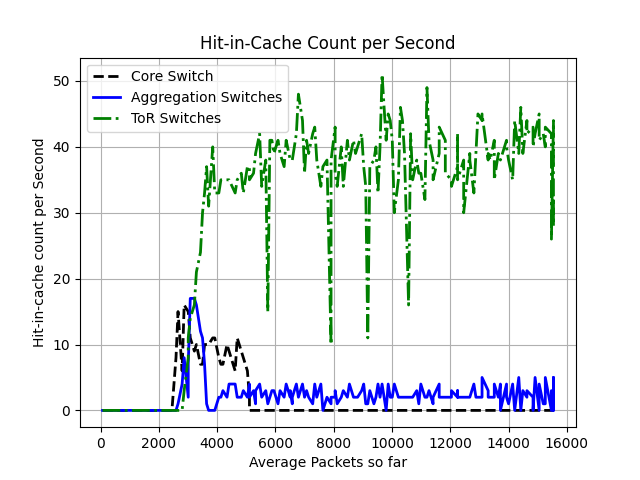 Hit-in-Cache Count per Second
Core Switch
Aggregation Switches
ToR Switches
50
40
30
20
10
0
Hit-in-cache count per Second
0 2000 4000 6000 8000 10000 12000 14000 16000
Average Packets so far